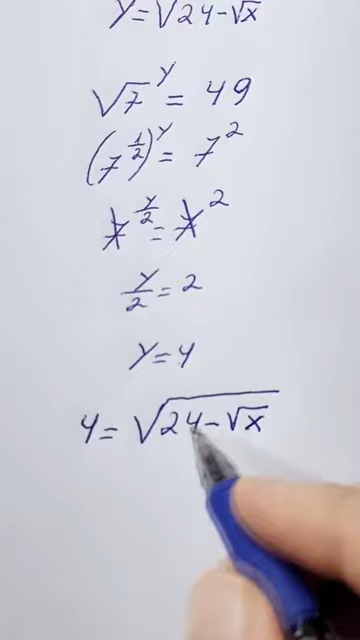 y=√24-√x
√7^y = 49
(7^½)^y = 7^2
7^(y/2) = 7^2
y/2 = 2
y=4
4=√24-√x